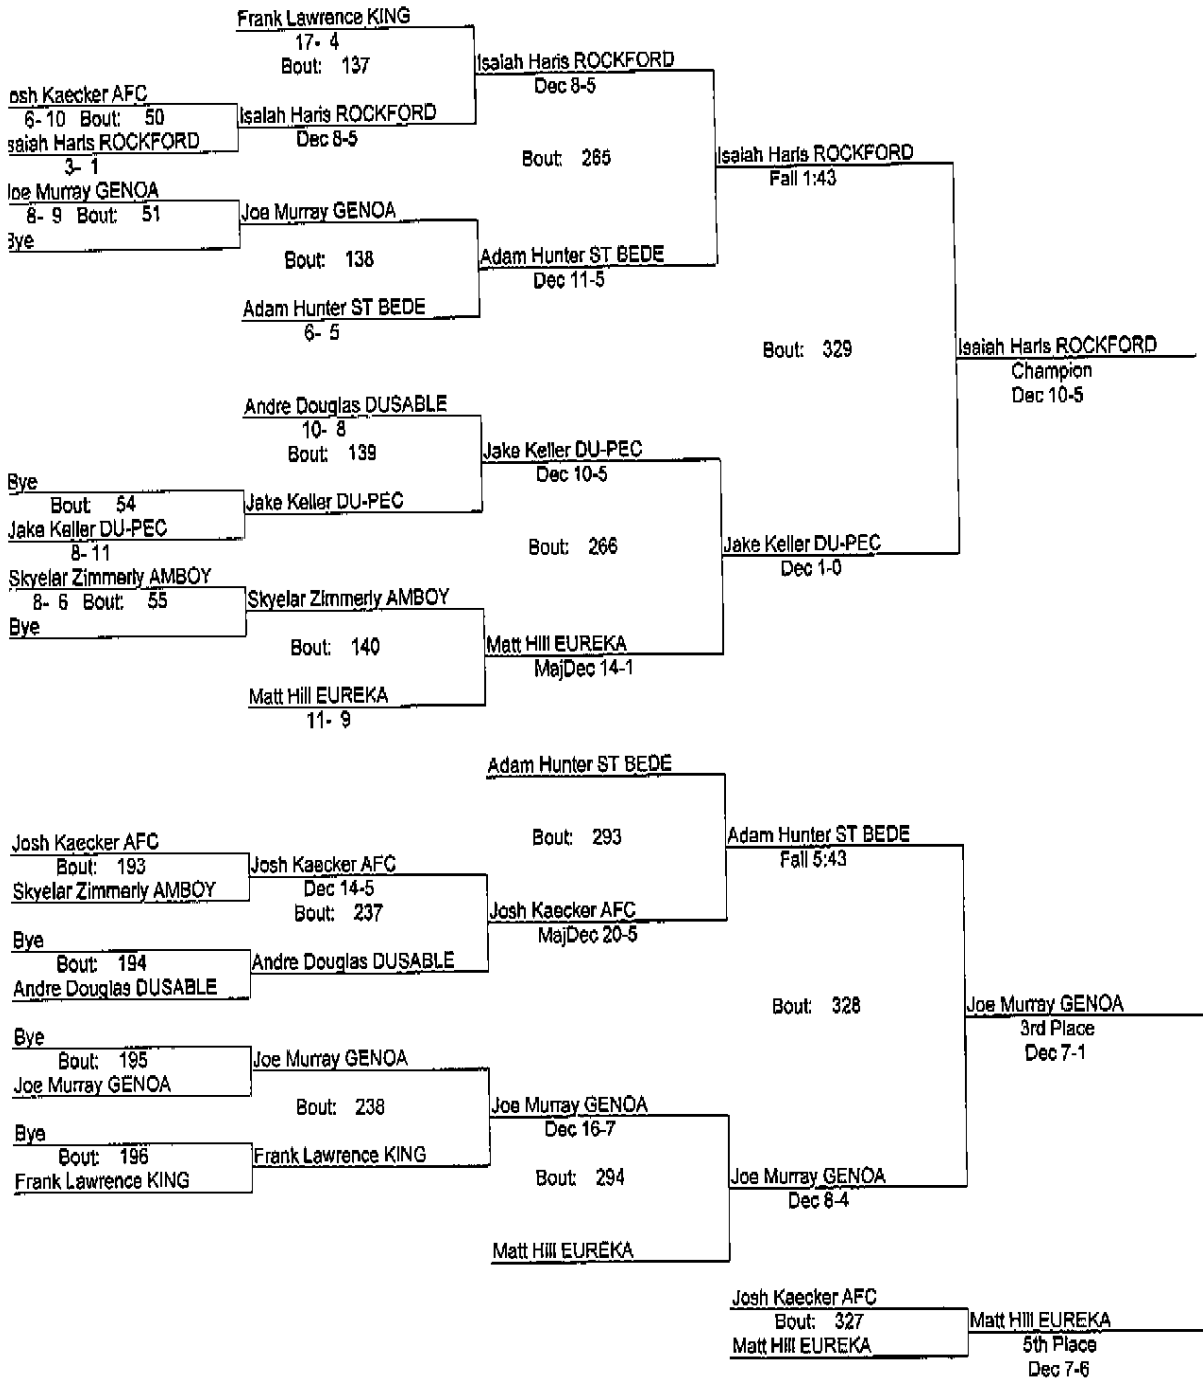 Frank Lawrence KING
17- 4
Bout: 137
Isaiah Haris ROCKFORD
Dec 8-5
osh Kaecker AFC
6- 10 Bout: 50
saiah Haris ROCKFORD
3- 1
Isaiah Haris ROCKFORD
Dec 8-5
Bout: 265
Isaiah Haris ROCKFORD
Fall 1:43
Joe Murray GENOA
8- 9 Bout: 51
Bye
Joe Murray GENOA
Bout: 138
Adam Hunter ST BEDE
Dec 11-5
Adam Hunter ST BEDE
6- 5
Bout: 329
Isaiah Haris ROCKFORD
Champion
Dec 10-5
Andre Douglas DUSABLE
10- 8
Bout: 139
Jake Keller DU-PEC
Dec 10-5
Bye
Bout: 54
Jake Keller DU-PEC
8- 11
Jake Keller DU-PEC
Bout: 266
Jake Keller DU-PEC
Dec 1-0
Skyelar Zimmerly AMBOY
8- 6 Bout: 55
Bye
Skyelar Zimmerly AMBOY
Bout: 140
Matt Hill EUREKA
MajDec 14-1
Matt Hill EUREKA
11- 9
Adam Hunter ST BEDE
Bout: 293
Adam Hunter ST BEDE
Fall 5:43
Josh Kaecker AFC
Bout: 193
Skyelar Zimmerly AMBOY
Josh Kaecker AFC
Dec 14-5
Bout: 237
Josh Kaecker AFC
MajDec 20-5
Bye
Bout: 194
Andre Douglas DUSABLE
Andre Douglas DUSABLE
Bout: 328
Joe Murray GENOA
3rd Place
Dec 7-1
Bye
Bout: 195
Joe Murray GENOA
Joe Murray GENOA
Bout: 238
Joe Murray GENOA
Dec 16-7
Bye
Bout: 196
Frank Lawrence KING
Frank Lawrence KING
Bout: 294
Joe Murray GENOA
Dec 8-4
Matt Hill EUREKA
Josh Kaecker AFC
Bout: 327
Matt Hill EUREKA
Matt Hill EUREKA
5th Place
Dec 7-6